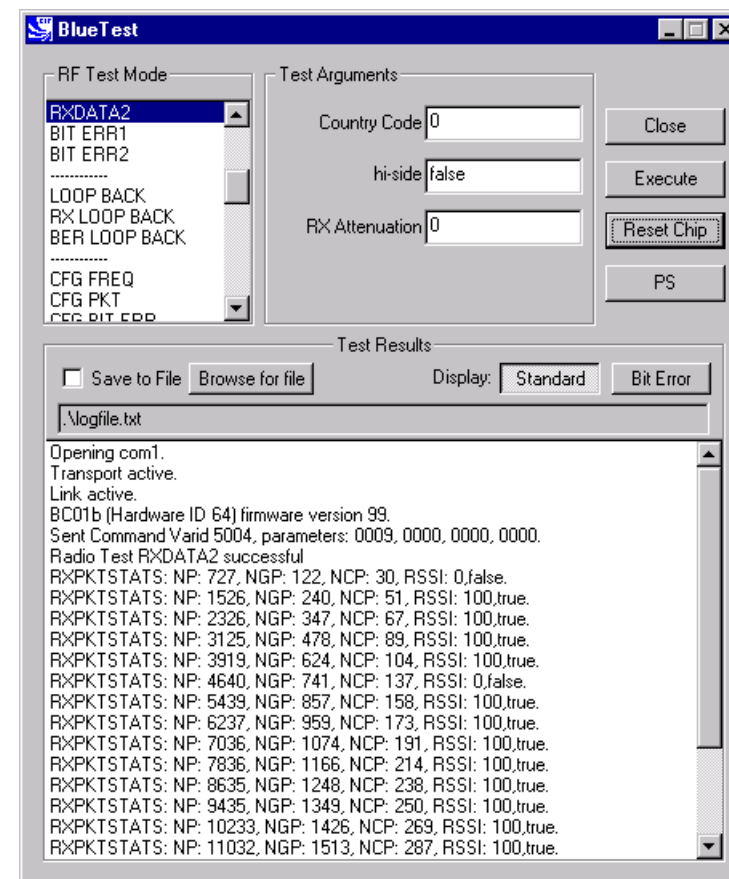 BlueTest
RF Test Mode
RXDATA2
BIT ERR1
BIT ERR2
------------
LOOP BACK
RX LOOP BACK
BER LOOP BACK
------------
CFG FREQ
CFG PKT
CFG BIT ERR
Test Arguments
Country Code 0
hi-side false
RX Attenuation 0
Close
Execute
Reset Chip
PS
Test Results
Save to File Browse for file Display: Standard Bit Error
.\logfile.txt
Opening com1.
Transport active.
Link active.
BC01b (Hardware ID 64) firmware version 99.
Sent Command Varid 5004, parameters: 0009, 0000, 0000, 0000.
Radio Test RXDATA2 successful
RXPKTSTATS: NP: 727, NGP: 122, NCP: 30, RSSI: 0,false.
RXPKTSTATS: NP: 1526, NGP: 240, NCP: 51, RSSI: 100,true.
RXPKTSTATS: NP: 2326, NGP: 347, NCP: 67, RSSI: 100,true.
RXPKTSTATS: NP: 3125, NGP: 478, NCP: 89, RSSI: 100,true.
RXPKTSTATS: NP: 3919, NGP: 624, NCP: 104, RSSI: 100,true.
RXPKTSTATS: NP: 4640, NGP: 741, NCP: 137, RSSI: 0,false.
RXPKTSTATS: NP: 5439, NGP: 857, NCP: 158, RSSI: 100,true.
RXPKTSTATS: NP: 6237, NGP: 959, NCP: 173, RSSI: 100,true.
RXPKTSTATS: NP: 7036, NGP: 1074, NCP: 191, RSSI: 100,true.
RXPKTSTATS: NP: 7836, NGP: 1166, NCP: 214, RSSI: 100,true.
RXPKTSTATS: NP: 8635, NGP: 1248, NCP: 238, RSSI: 100,true.
RXPKTSTATS: NP: 9435, NGP: 1349, NCP: 250, RSSI: 100,true.
RXPKTSTATS: NP: 10233, NGP: 1426, NCP: 269, RSSI: 100,true.
RXPKTSTATS: NP: 11032, NGP: 1513, NCP: 287, RSSI: 100,true.